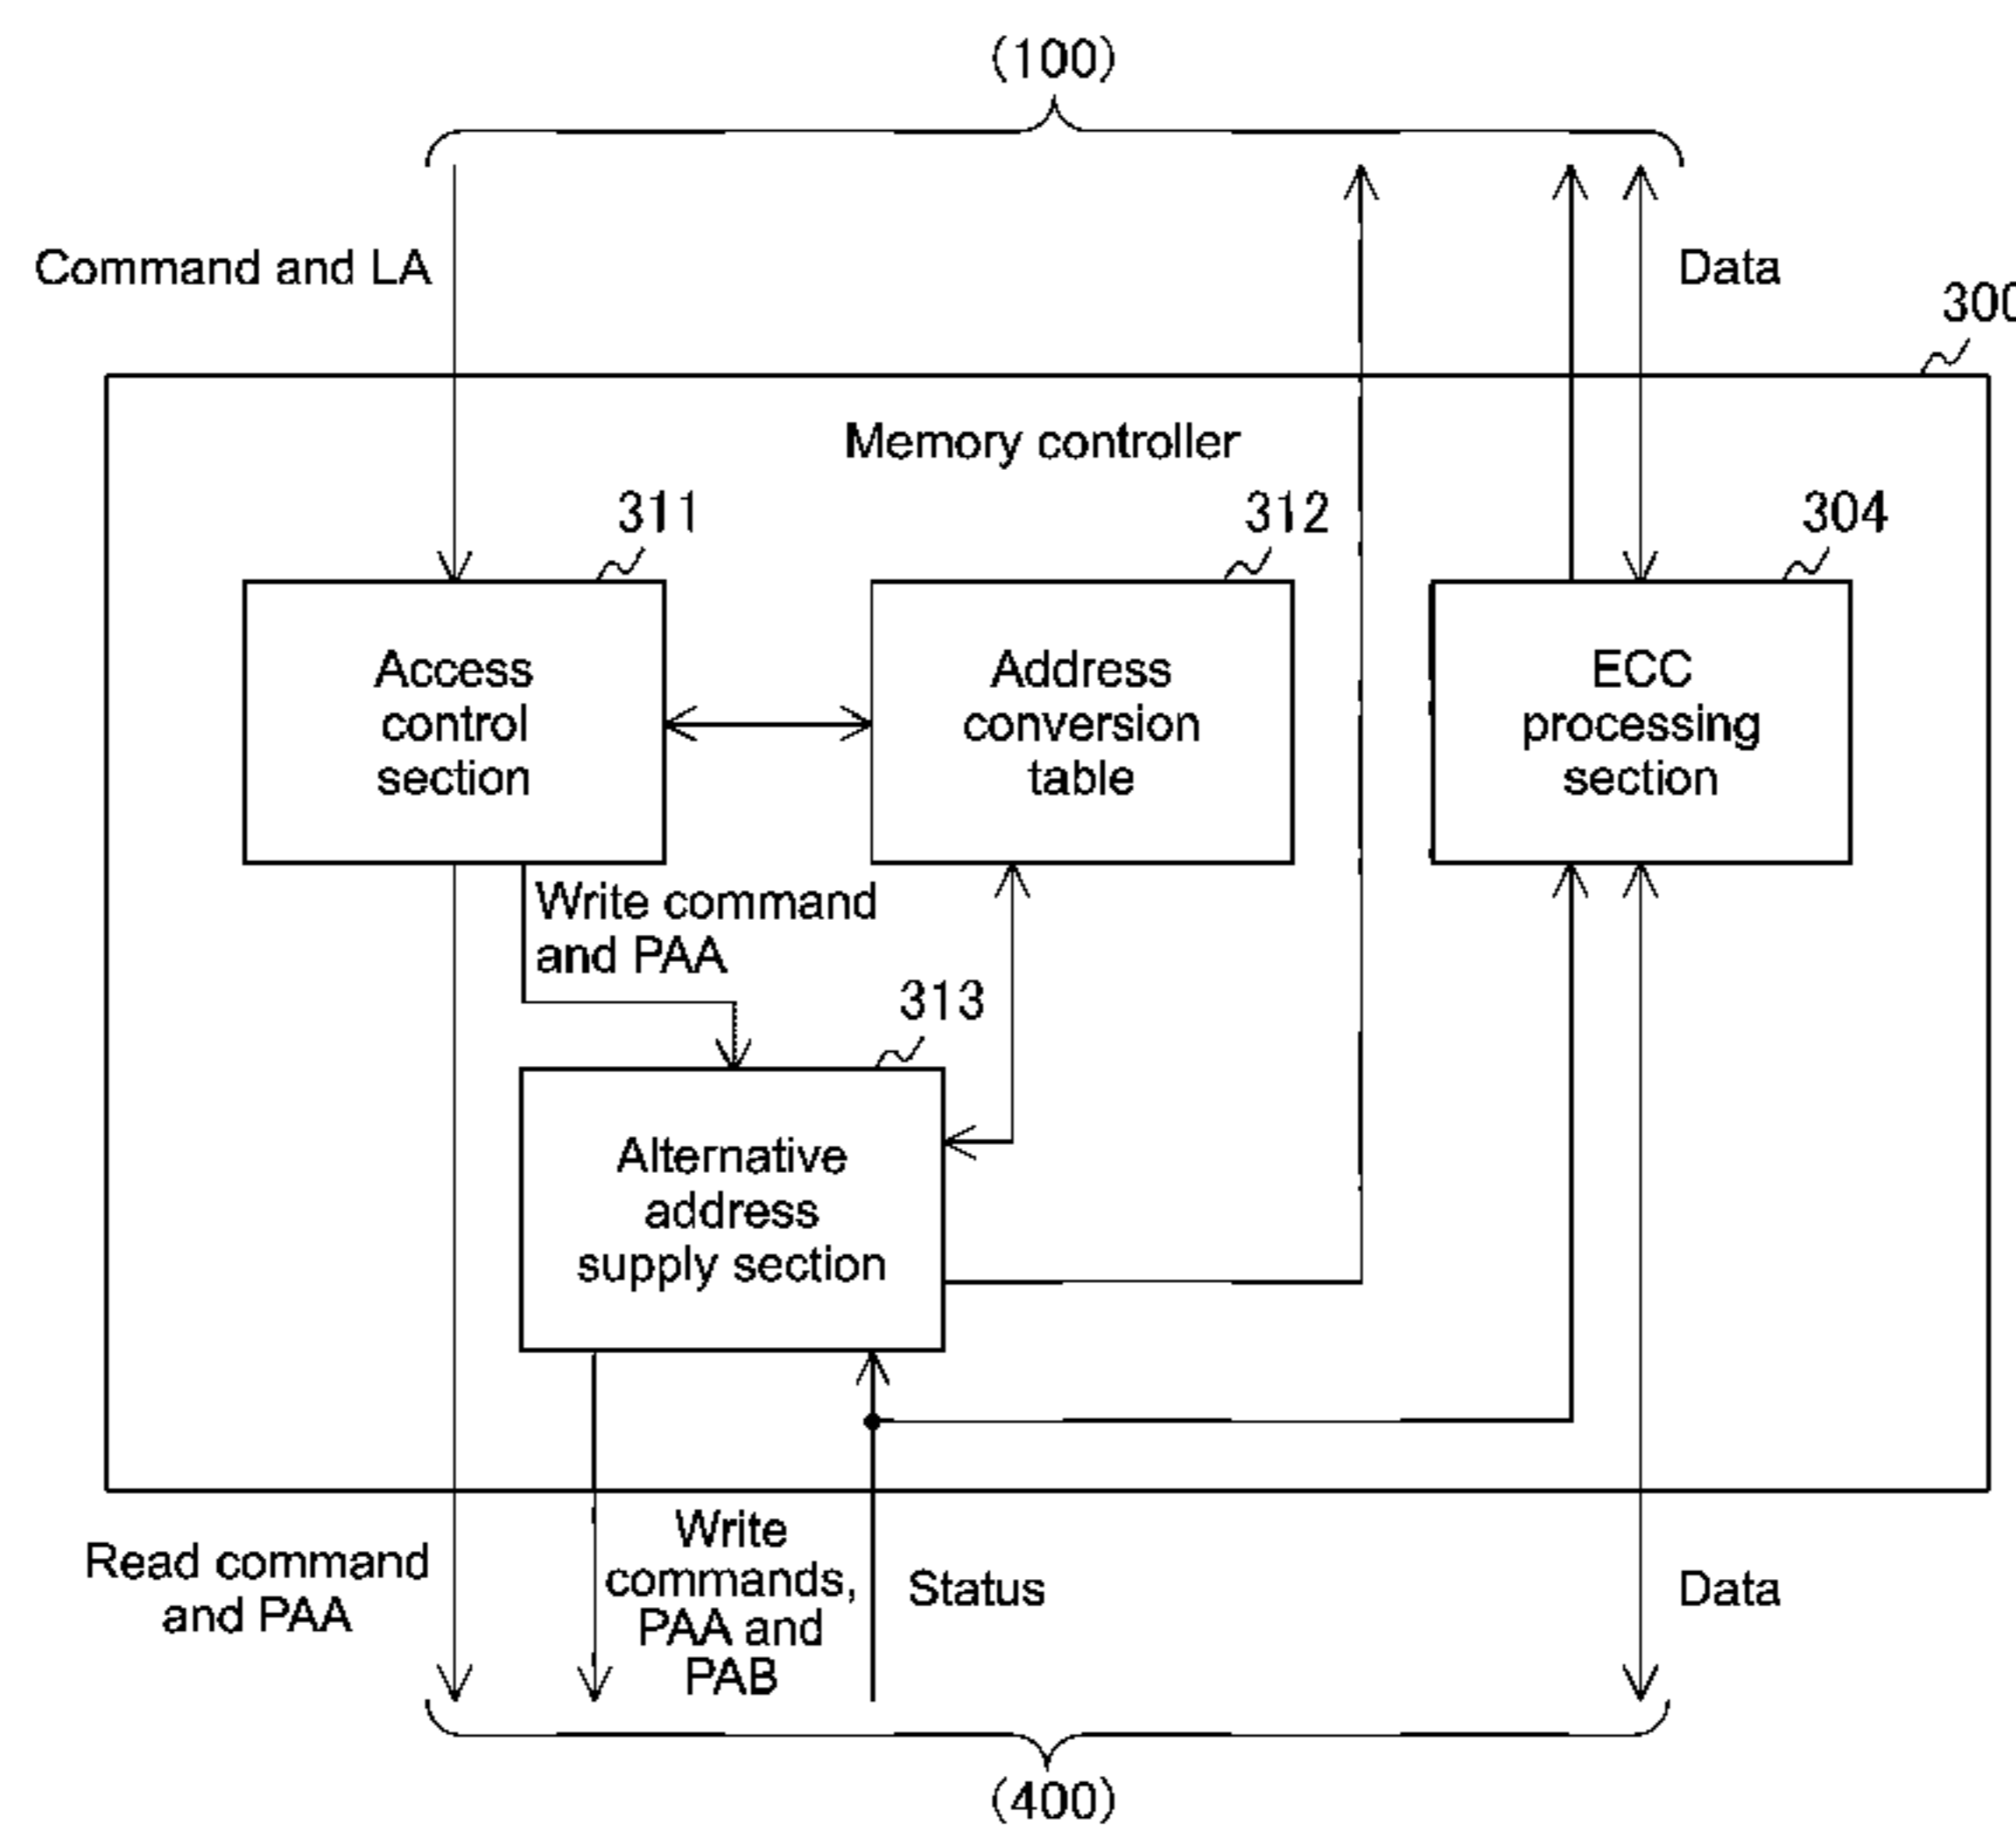 (100)
Command and LA
Data
300
Memory controller
311
312
304
Access
control
section
Address
conversion
table
ECC
processing
section
Write command
and PAA
313
Alternative
address
supply section
Read command
and PAA
Write
commands,
PAA and
PAB
Status
Data
(400)